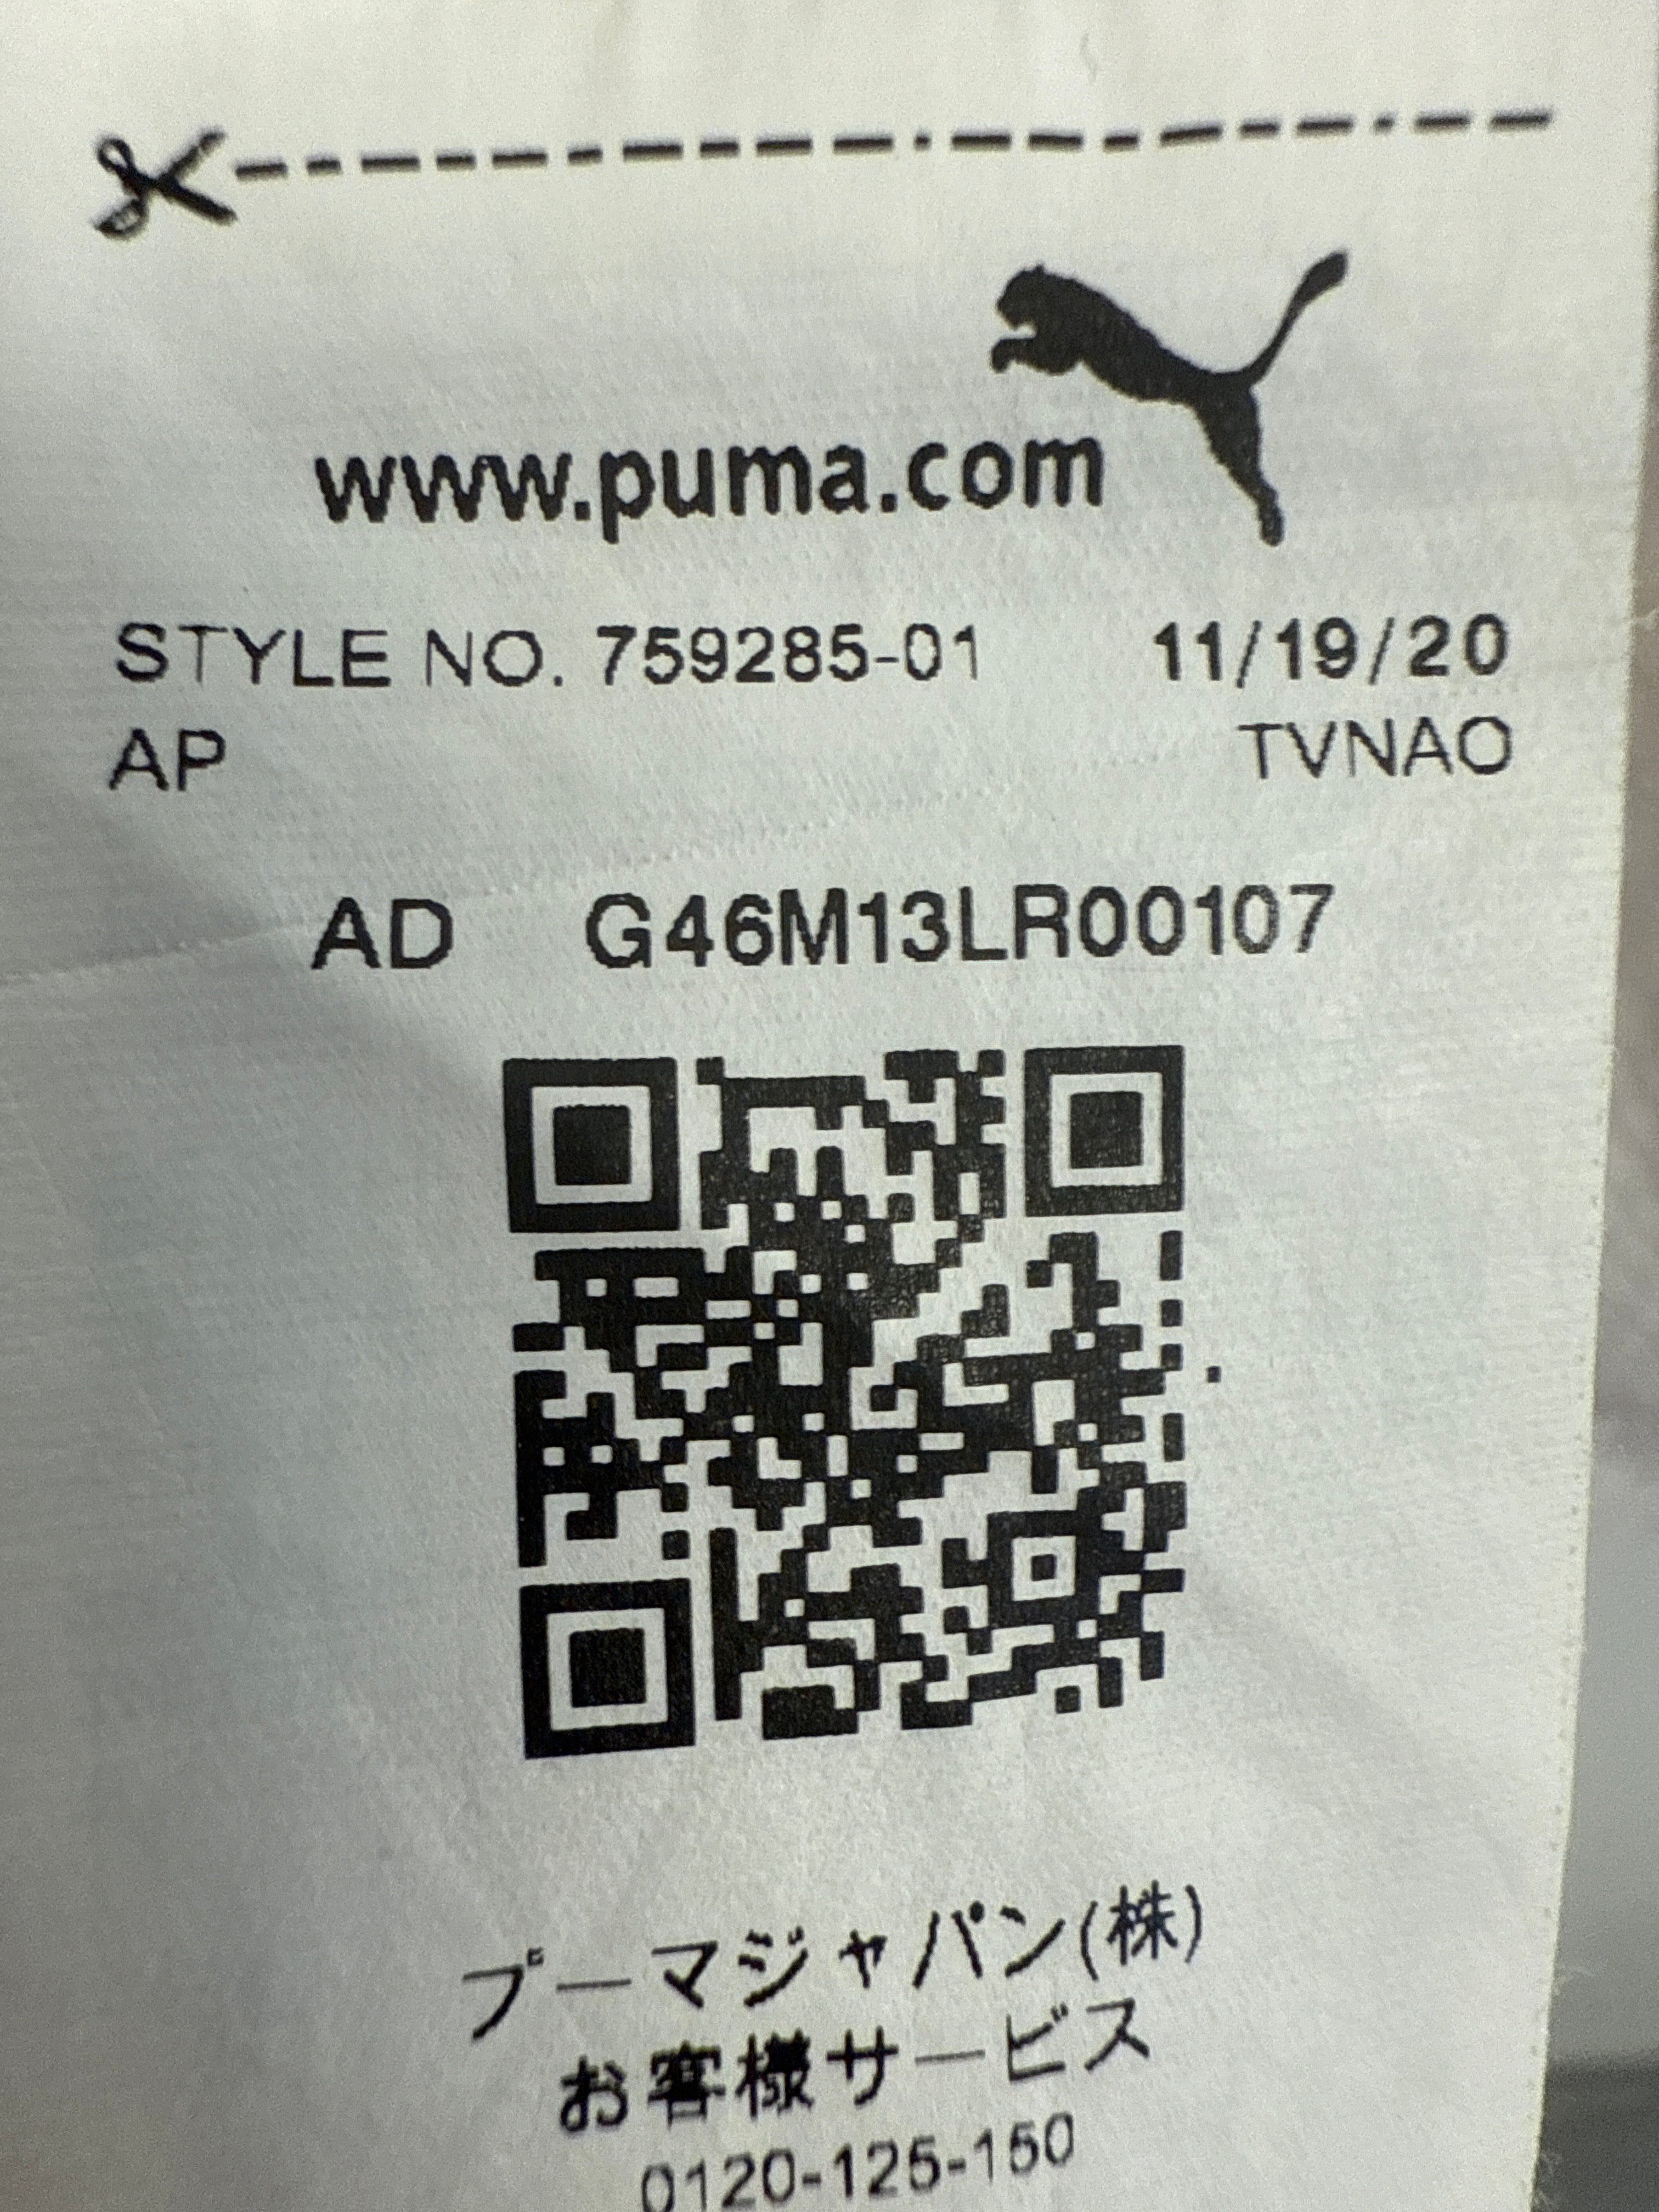 www.puma.com
STYLE NO. 759285-01 11/19/20
AP TVNAO
AD G46M13LR00107
プーマジャパン(株)
お客様サービス
0120-125-150